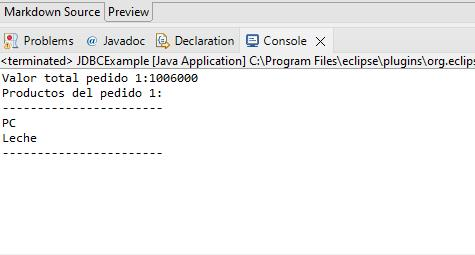 Markdown Source Preview
Problems @ Javadoc Declaration Console
<terminated> JDBCExample [Java Application] C:\Program Files\eclipse\plugins\org.eclips
Valor total pedido 1:1006000
Productos del pedido 1:
-----------------------
PC
Leche
-----------------------